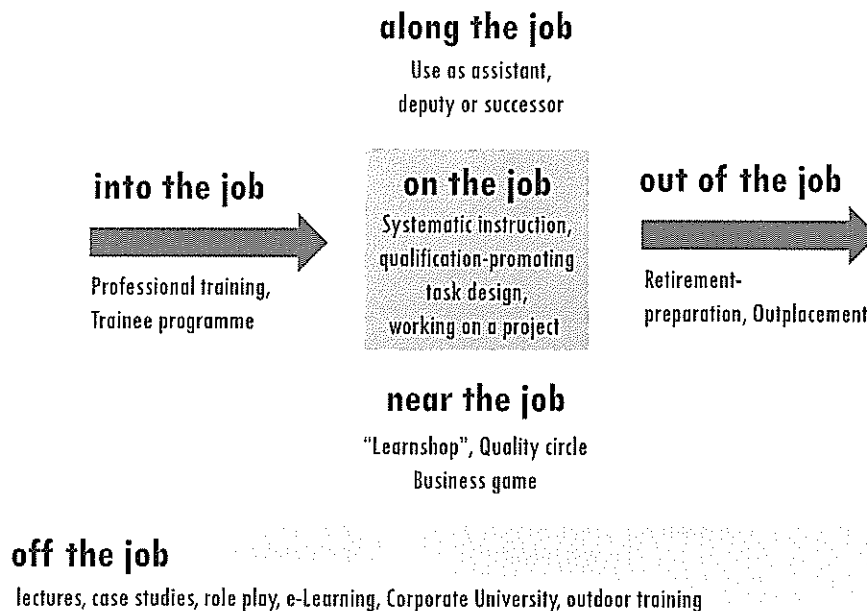 along the job
Use as assistant,
deputy or successor
into the job
Professional training,
Trainee programme
on the job
Systematic instruction,
qualification-promoting
task design,
working on a project
out of the job
Retirement-
preparation, Outplacement
near the job
“Learnshop”, Quality circle
Business game
off the job
lectures, case studies, role play, e-Learning, Corporate University, outdoor training